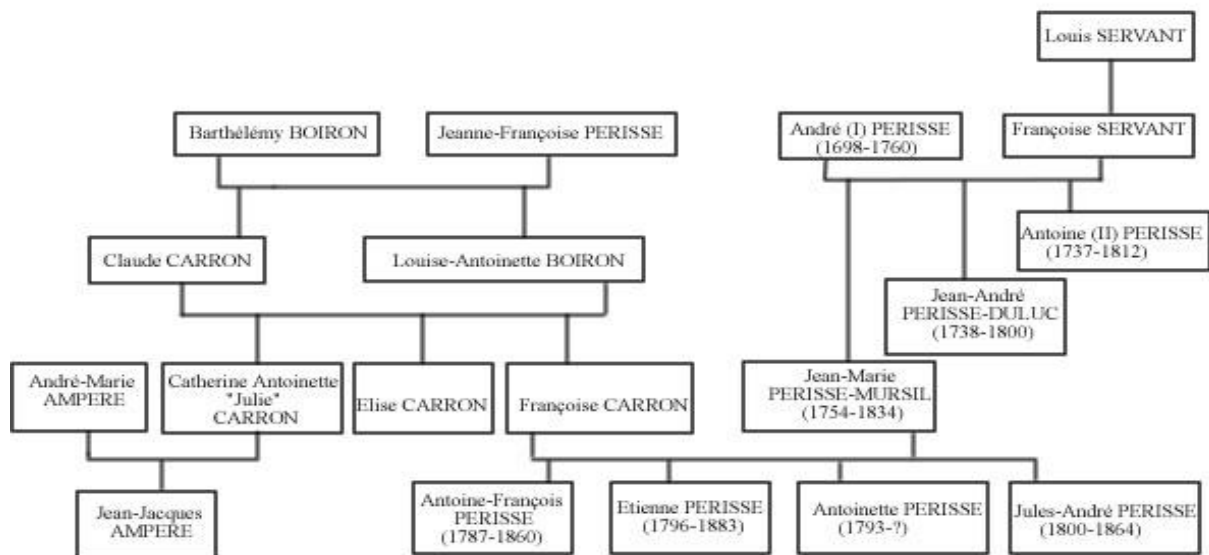 Louis SERVANT
Barthélémy BOIRON
Jeanne-Françoise PERISSE
André (I) PERISSE
(1698-1760)
Françoise SERVANT
Claude CARRON
Louise-Antoinette BOIRON
Antoine (II) PERISSE
(1737-1812)
Jean-André
PERISSE-DULUC
(1738-1800)
André-Marie
AMPERE
Catherine Antoinette
"Julie"
CARRON
Elise CARRON
Françoise CARRON
Jean-Marie
PERISSE-MURSIL
(1754-1834)
Jean-Jacques
AMPERE
Antoine-François
PERISSE
(1787-1860)
Etienne PERISSE
(1796-1883)
Antoinette PERISSE
(1793-?)
Jules-André PERISSE
(1800-1864)